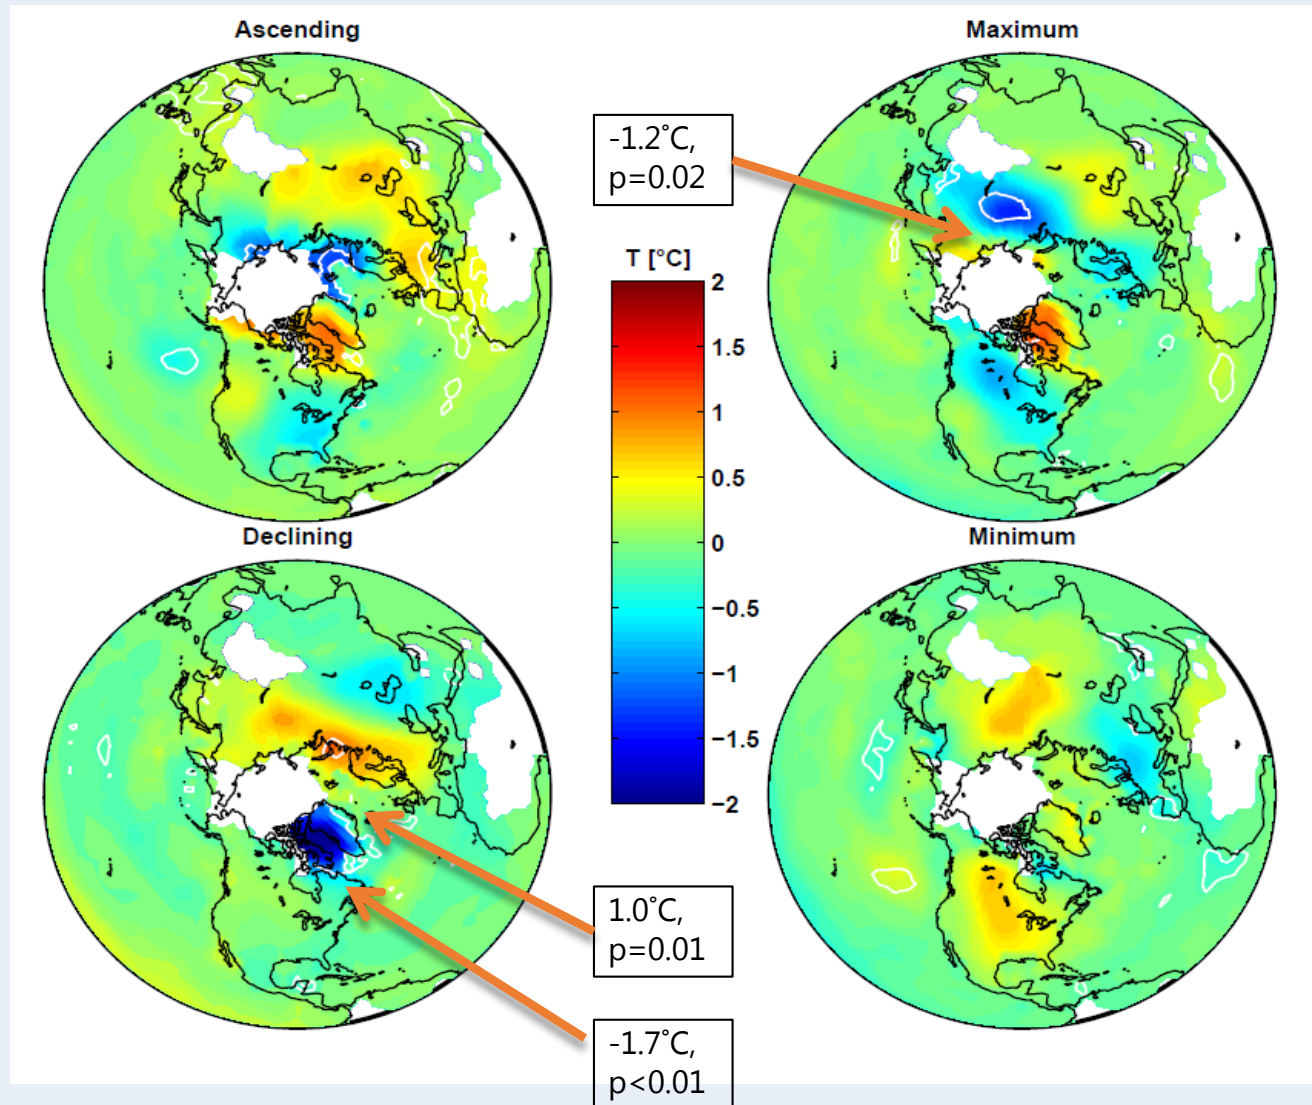 Ascending
Maximum
-1.2˚C,
p=0.02
T [°C]
2
1.5
1
0.5
0
−0.5
−1
−1.5
−2
Declining
Minimum
1.0˚C,
p=0.01
-1.7˚C,
p<0.01